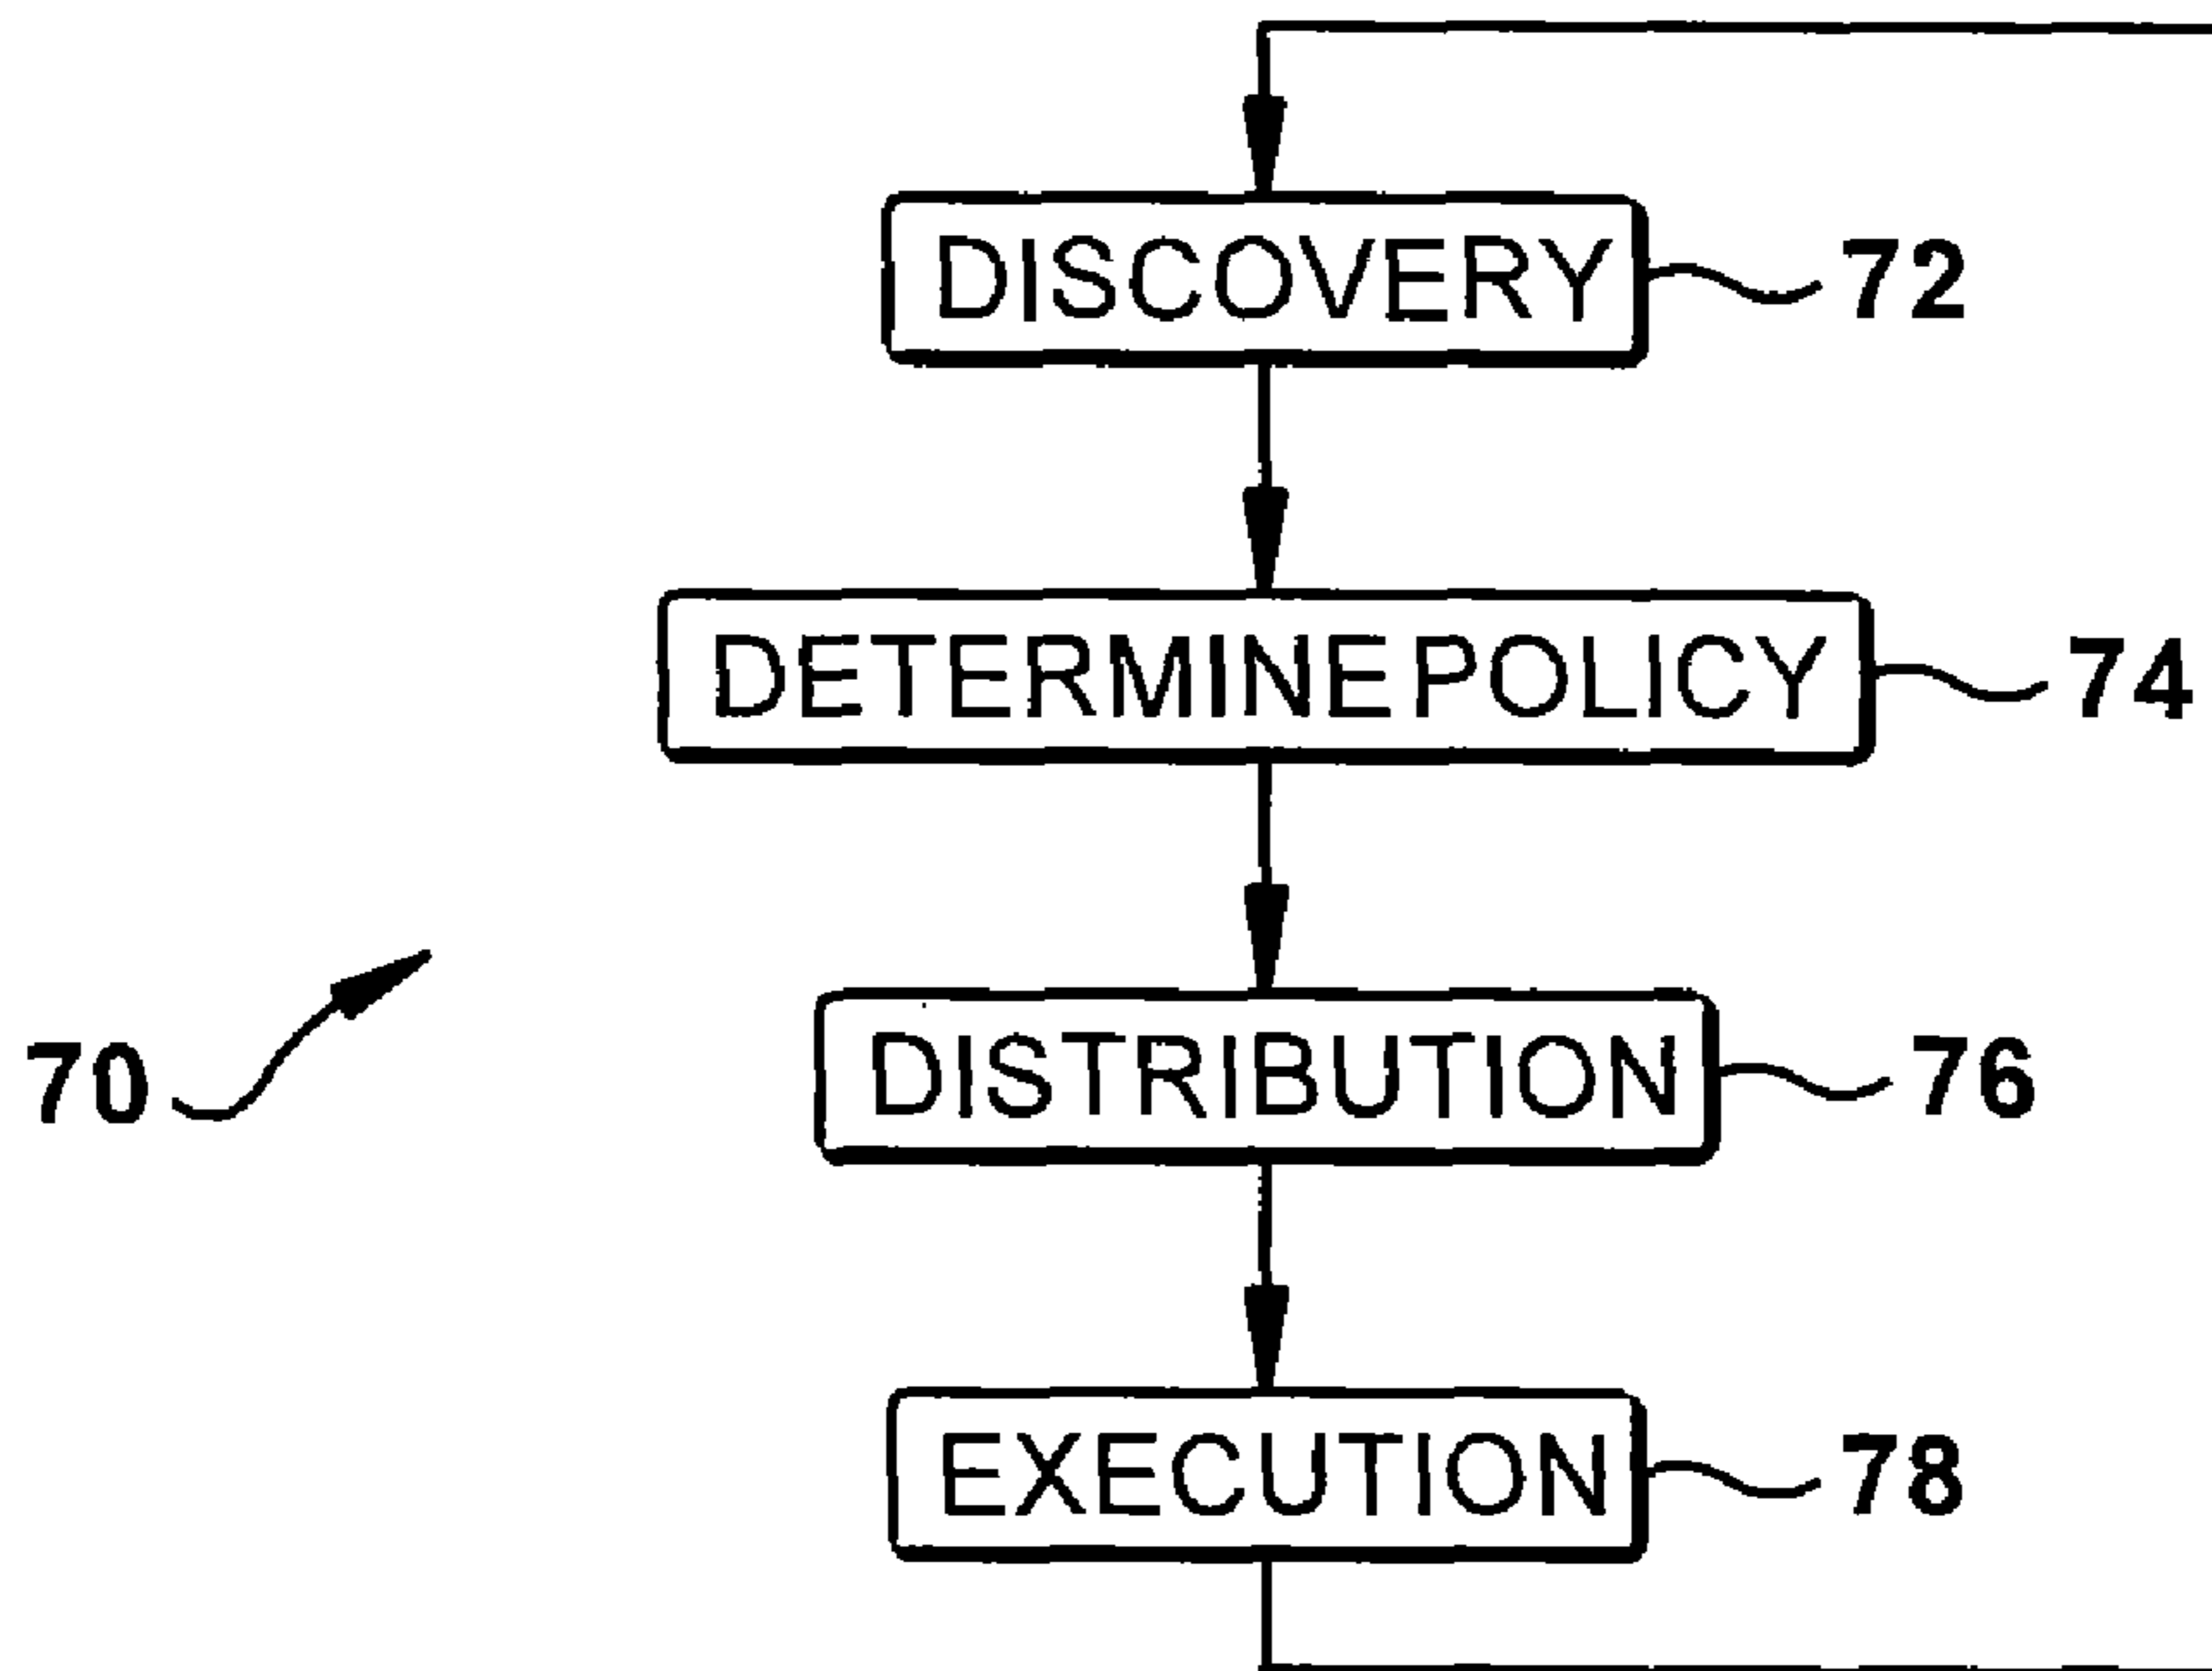 DISCOVERY 72
DETERMINE POLICY 74
70
DISTRIBUTION 76
EXECUTION 78